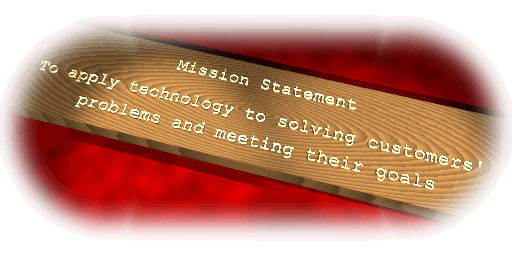 Mission Statement
To apply technology to solving customers'
problems and meeting their goals